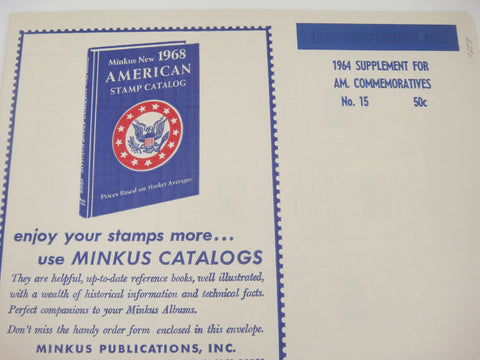 Minkus New 1968
AMERICAN
STAMP CATALOG
Prices Based on Market Averages
enjoy your stamps more...
use MINKUS CATALOGS
They are helpful, up-to-date reference books, well illustrated,
with a wealth of historical information and technical facts.
Perfect companions to your Minkus Albums.
Don't miss the handy order form enclosed in this envelope.
MINKUS PUBLICATIONS, INC.
1964 SUPPLEMENT FOR
AM. COMMEMORATIVES
No. 15 50c